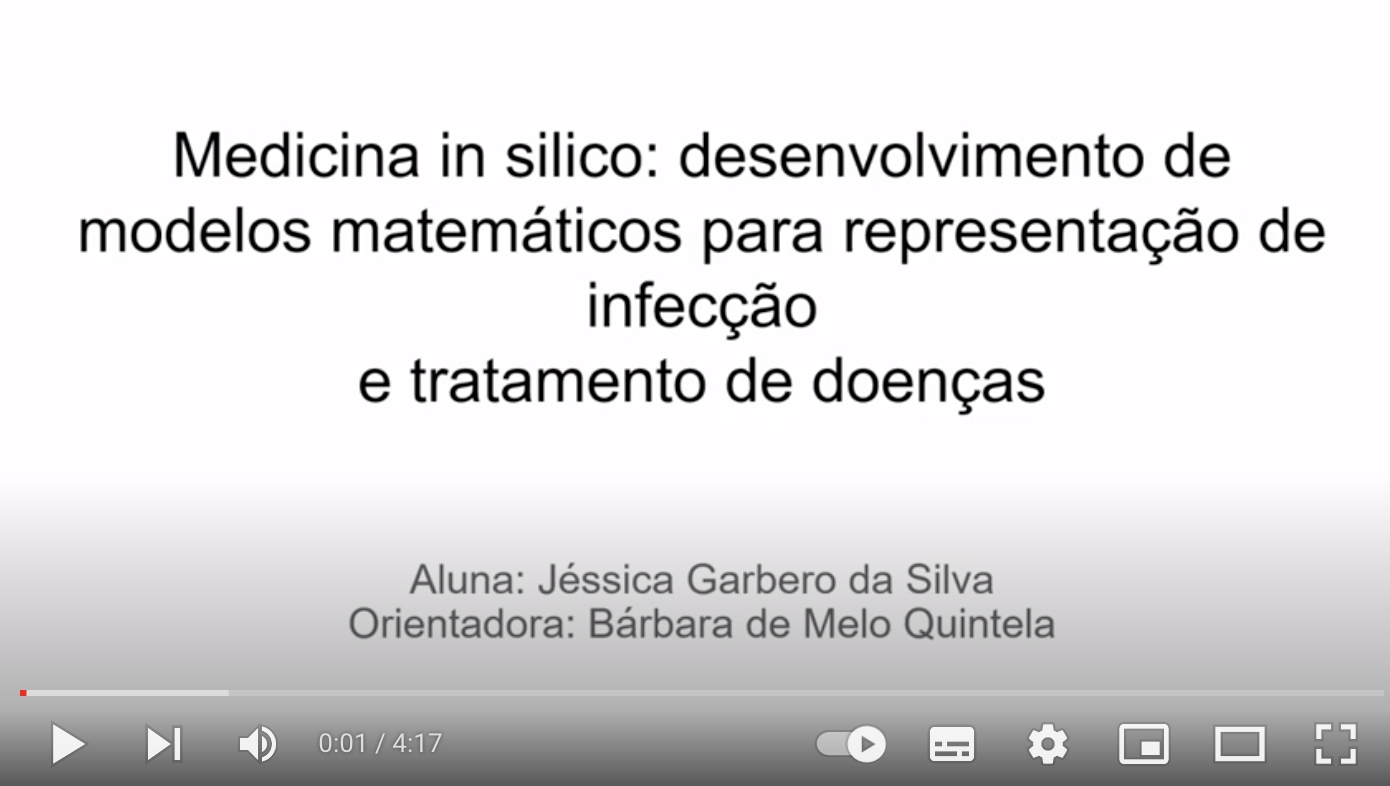 Medicina in silico: desenvolvimento de
modelos matemáticos para representação de
infecção
e tratamento de doenças
Aluna: Jéssica Garbero da Silva
Orientadora: Bárbara de Melo Quintela
0:01 / 4:17